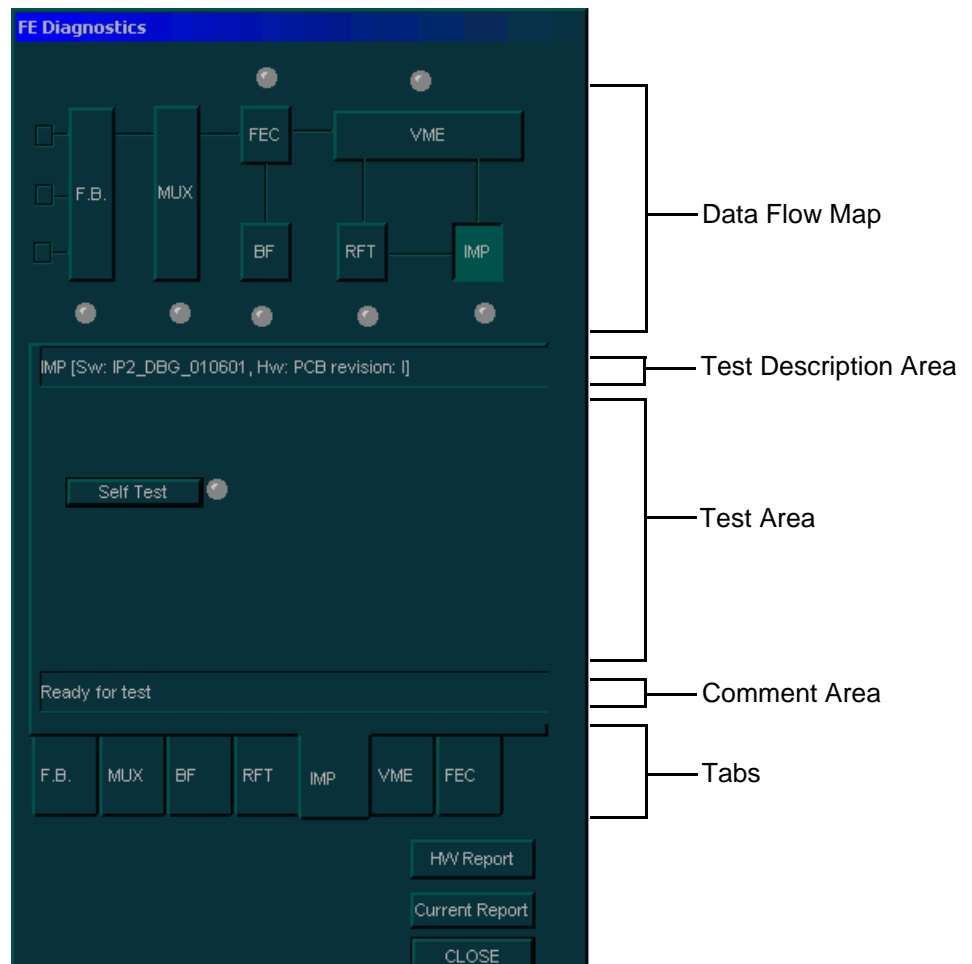 FE Diagnostics
FEC
VME
F.B.
MUX
BF
RFT
IMP
Data Flow Map
IMP [Sw: IP2_DBG_010601, Hw: PCB revision: I]
Test Description Area
Self Test
Test Area
Ready for test
Comment Area
F.B.
MUX
BF
RFT
IMP
VME
FEC
Tabs
HW Report
Current Report
CLOSE